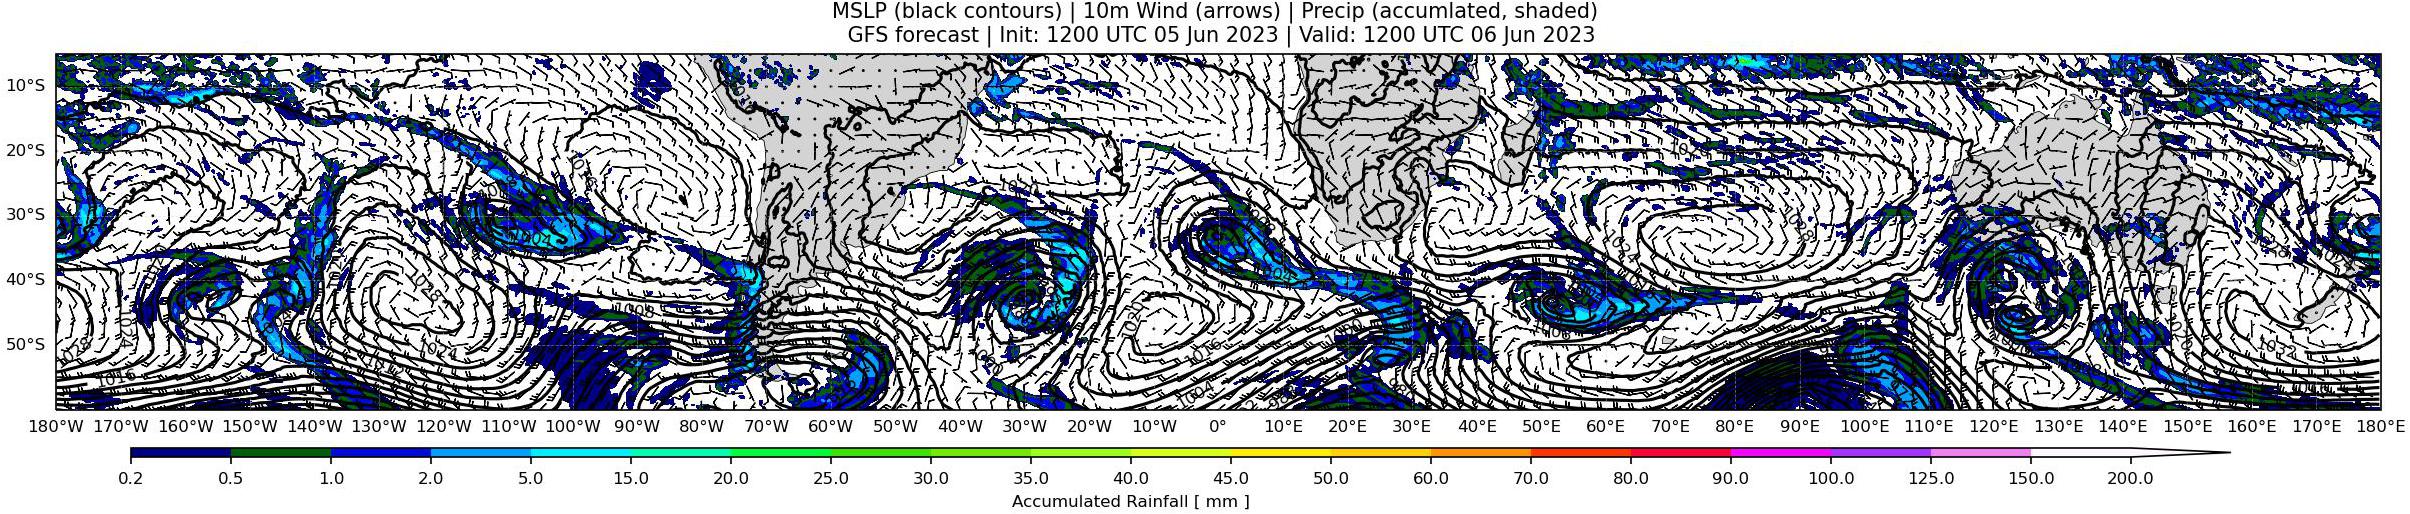 MSLP (black contours) | 10m Wind (arrows) | Precip (accumlated, shaded)
GFS forecast | Init: 1200 UTC 05 Jun 2023 | Valid: 1200 UTC 06 Jun 2023
10°S
20°S
30°S
40°S
50°S
180°W 170°W 160°W 150°W 140°W 130°W 120°W 110°W 100°W 90°W 80°W 70°W 60°W 50°W 40°W 30°W 20°W 10°W 0° 10°E 20°E 30°E 40°E 50°E 60°E 70°E 80°E 90°E 100°E 110°E 120°E 130°E 140°E 150°E 160°E 170°E 180°E
0.2 0.5 1.0 2.0 5.0 15.0 20.0 25.0 30.0 35.0 40.0 45.0 50.0 60.0 70.0 80.0 90.0 100.0 125.0 150.0 200.0
Accumulated Rainfall [ mm ]